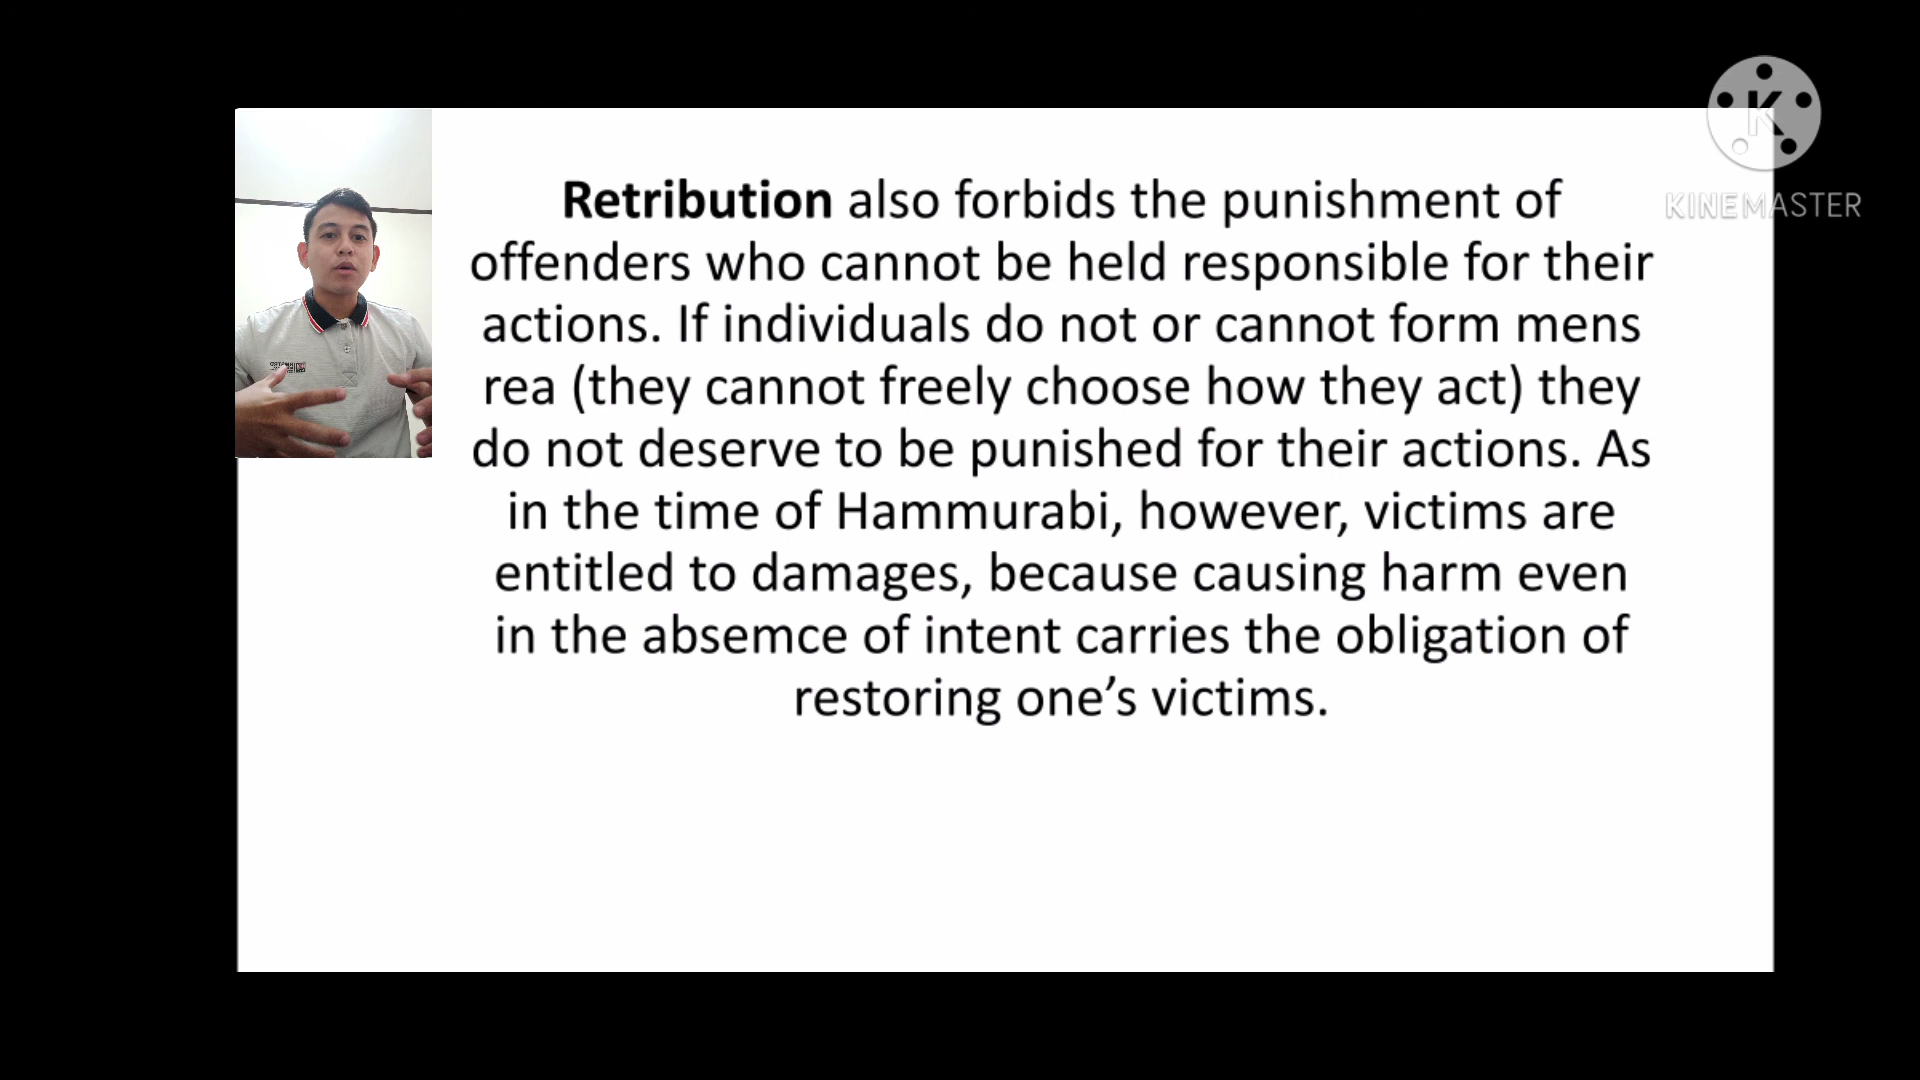 K
KINEMASTER
Retribution also forbids the punishment of
offenders who cannot be held responsible for their
actions. If individuals do not or cannot form mens
rea (they cannot freely choose how they act) they
do not deserve to be punished for their actions. As
in the time of Hammurabi, however, victims are
entitled to damages, because causing harm even
in the absemce of intent carries the obligation of
restoring one’s victims.